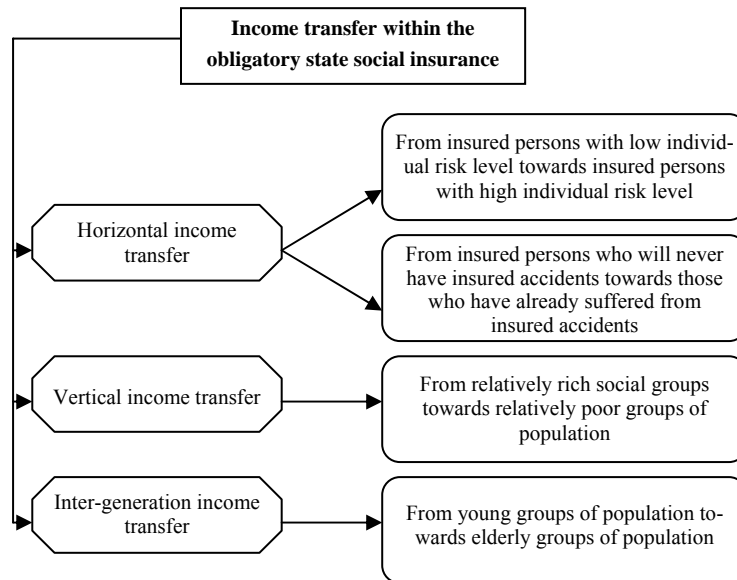 Income transfer within the
obligatory state social insurance
From insured persons with low individ-
ual risk level towards insured persons
with high individual risk level
Horizontal income
transfer
From insured persons who will never
have insured accidents towards those
who have already suffered from
insured accidents
Vertical income transfer
From relatively rich social groups
towards relatively poor groups of
population
Inter-generation income
transfer
From young groups of population to-
wards elderly groups of population